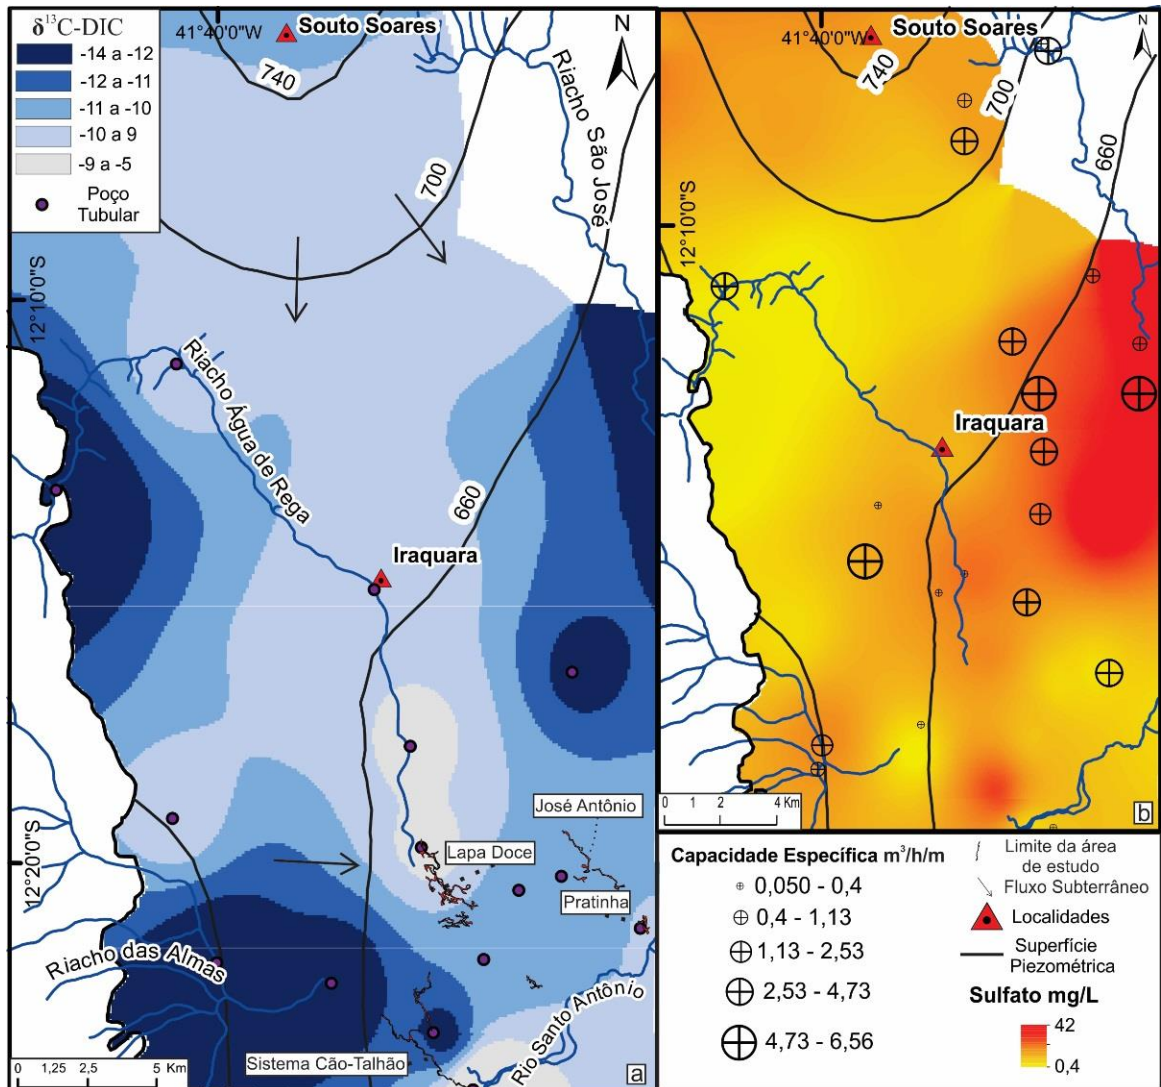 δ¹³C-DIC
-14 a -12
-12 a -11
-11 a -10
-10 a 9
-9 a -5
Poço
Tubular
41°40'0"W
Souto Soares
N
740
700
Riacho São José
12°10'0"S
Riacho Água de Rega
660
Iraquara
12°20'0"S
José Antônio
Lapa Doce
Pratinha
Riacho das Almas
Sistema Cão-Talhão
Rio Santo Antônio
0 1,25 2,5 5 Km
a
41°40'0"W
Souto Soares
N
740
700
660
12°10'0"S
Iraquara
0 1 2 4 Km
b
Capacidade Específica m³/h/m
0,050 - 0,4
0,4 - 1,13
1,13 - 2,53
2,53 - 4,73
4,73 - 6,56
Limite da área
de estudo
Fluxo Subterrâneo
Localidades
Superfície
Piezométrica
Sulfato mg/L
42
0,4